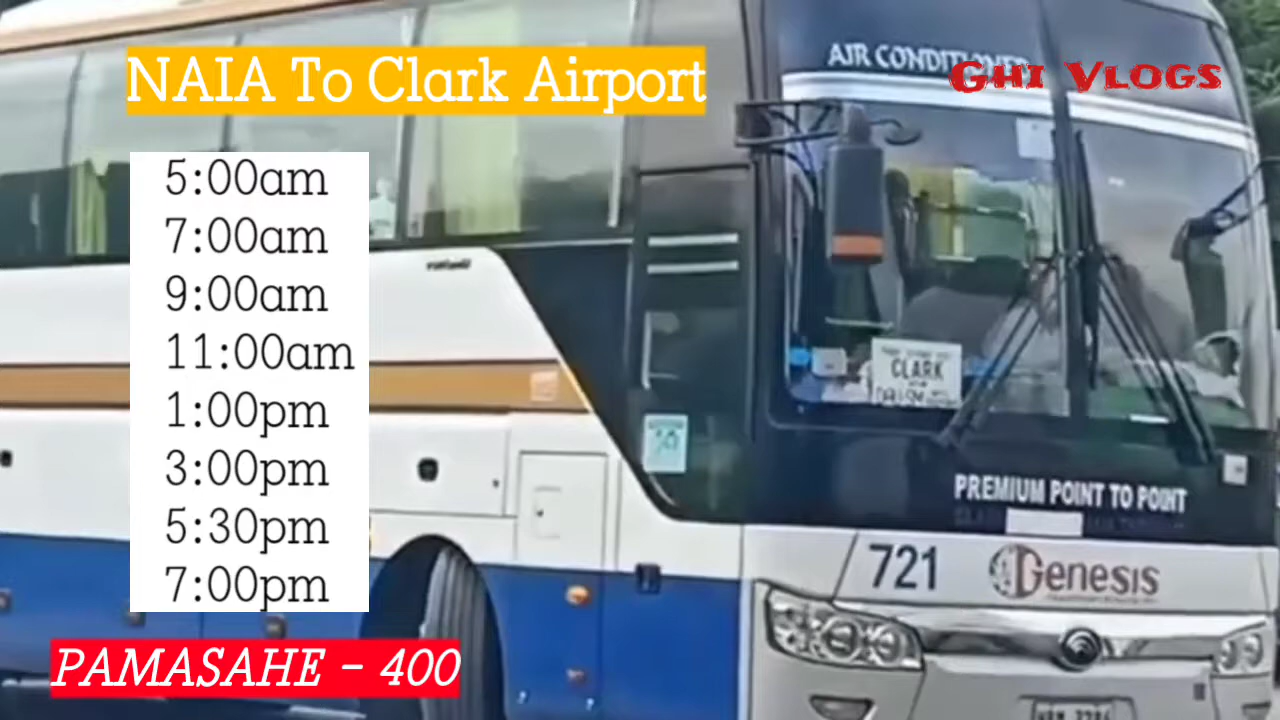 NAIA To Clark Airport
AIR CONDITIONED
GHI VLOGS
5:00am
7:00am
9:00am
11:00am
1:00pm
3:00pm
5:30pm
7:00pm
CLARK
PREMIUM POINT TO POINT
721
Genesis
PAMASAHE - 400